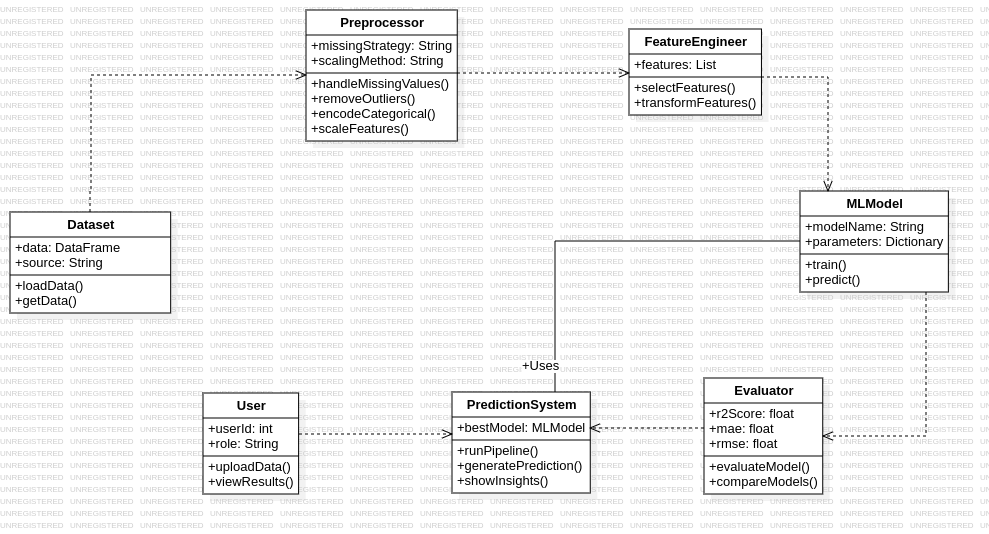 Preprocessor
+missingStrategy: String
+scalingMethod: String
+handleMissingValues()
+removeOutliers()
+encodeCategorical()
+scaleFeatures()
FeatureEngineer
+features: List
+selectFeatures()
+transformFeatures()
Dataset
+data: DataFrame
+source: String
+loadData()
+getData()
MLModel
+modelName: String
+parameters: Dictionary
+train()
+predict()
+Uses
User
+userId: int
+role: String
+uploadData()
+viewResults()
PredictionSystem
+bestModel: MLModel
+runPipeline()
+generatePrediction()
+showInsights()
Evaluator
+r2Score: float
+mae: float
+rmse: float
+evaluateModel()
+compareModels()
UNREGISTERED